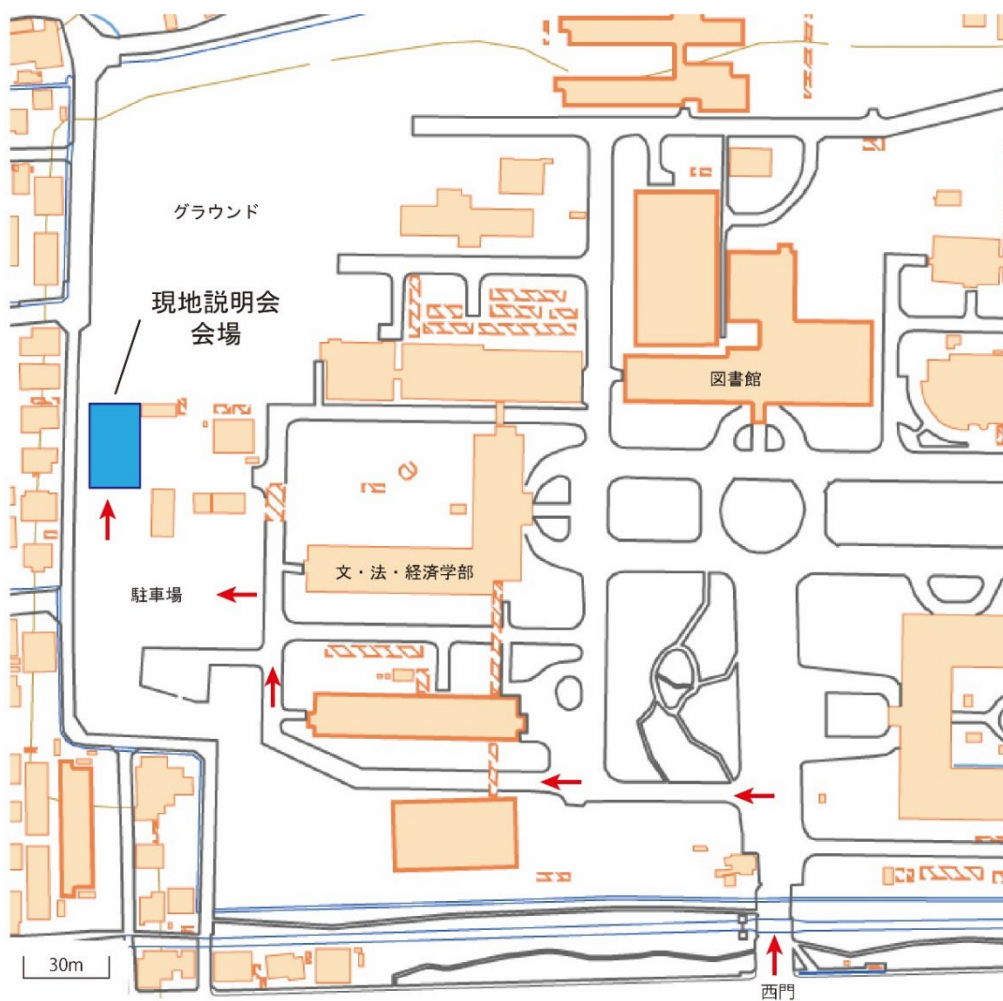 グラウンド
現地説明会
会場
図書館
文・法・経済学部
駐車場
30m
西門